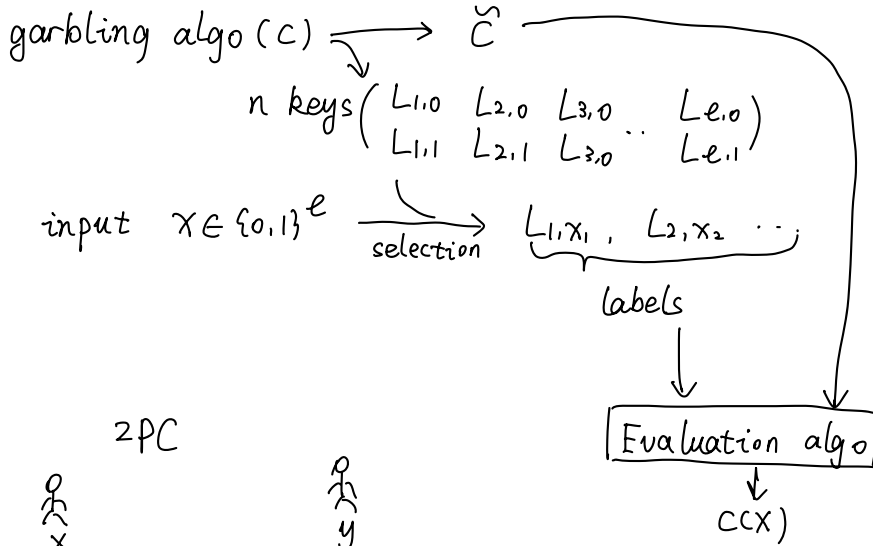 garbling algo (C) → C̃
n keys ( L1,0 L2,0 L3,0 ·· Le,0 )
L1,1 L2,1 L3,0 Le,1
input x ∈ {0,1}^e → L1,x1 , L2,x2 ...
selection
labels
2PC
Evaluation algo
x y
C(x)